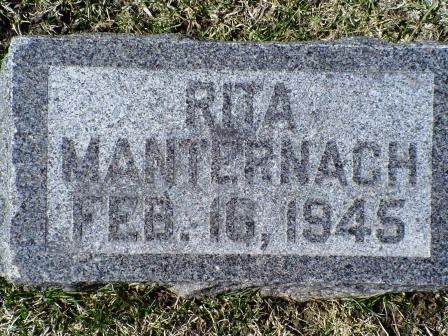 RITA
MANTERNACH
FEB. 16, 1945